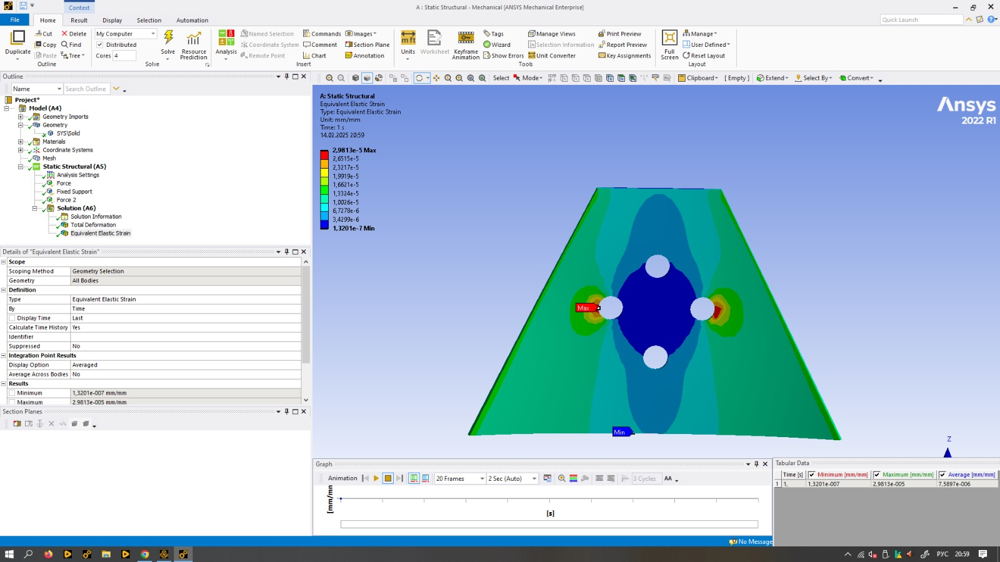 Context
A : Static Structural - Mechanical [ANSYS Mechanical Enterprise]
File
Home
Result
Display
Selection
Automation
Quick Launch
Duplicate
Cut
Copy
Paste
Delete
Find
Tree
Outline
My Computer
Distributed
Cores 4
Solve
Resource Prediction
Solve
Analysis
Named Selection
Coordinate System
Remote Point
Commands
Comment
Chart
Images
Section Plane
Annotation
Insert
Units
Worksheet
Keyframe Animation
Tags
Wizard
Show Errors
Manage Views
Selection Information
Unit Converter
Print Preview
Report Preview
Key Assignments
Tools
Full Screen
Manage
User Defined
Reset Layout
Layout
Outline
Name
Search Outline
Project*
Model (A4)
Geometry Imports
Geometry
SYS\Solid
Materials
Coordinate Systems
Mesh
Static Structural (A5)
Analysis Settings
Force
Fixed Support
Force 2
Solution (A6)
Solution Information
Total Deformation
Equivalent Elastic Strain
Details of "Equivalent Elastic Strain"
Scope
Scoping Method Geometry Selection
Geometry All Bodies
Definition
Type Equivalent Elastic Strain
By Time
Display Time Last
Calculate Time History Yes
Identifier
Suppressed No
Integration Point Results
Display Option Averaged
Average Across Bodies No
Results
Minimum 1,3201e-007 mm/mm
Maximum 2,9813e-005 mm/mm
Section Planes
Select
Mode
Clipboard
[ Empty ]
Extend
Select By
Convert
A: Static Structural
Equivalent Elastic Strain
Type: Equivalent Elastic Strain
Unit: mm/mm
Time: 1 s
14.02.2025 20:59
2,9813e-5 Max
2,6515e-5
2,3217e-5
1,9919e-5
1,6621e-5
1,3324e-5
1,0026e-5
6,7278e-6
3,4299e-6
1,3201e-7 Min
Ansys
2022 R1
Max
Min
Z
Graph
Animation
20 Frames
2 Sec (Auto)
3 Cycles
[mm/mm
[s]
Tabular Data
Time [s] Minimum [mm/mm] Maximum [mm/mm] Average [mm/mm]
1 1, 1,3201e-007 2,9813e-005 7,5897e-006
No Message
РУС
20:59